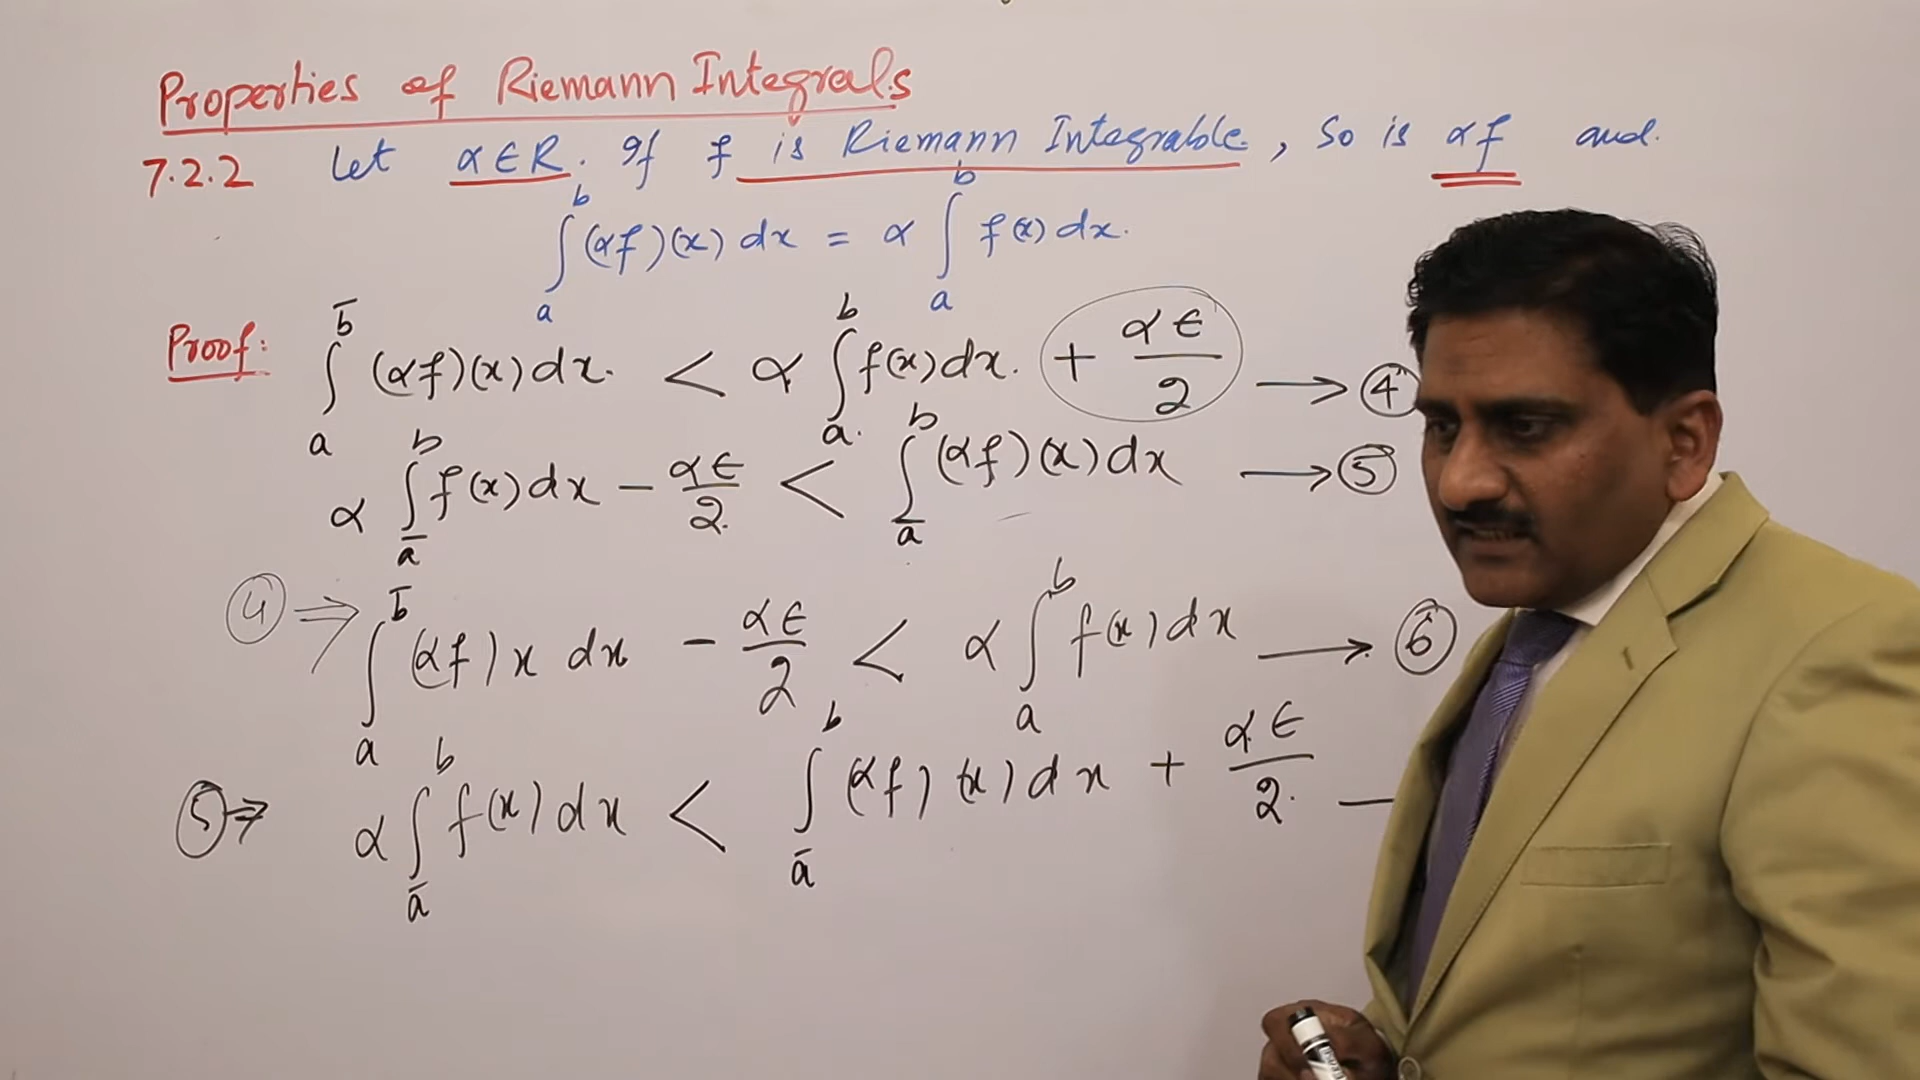 Properties of Riemann Integrals
7.2.2 Let α ∈ R. If f is Riemann Integrable, So is αf and.
∫_a^b (αf)(x) dx = α ∫_a^b f(x) dx.
Proof: ∫_a^b̄ (αf)(x) dx. < α ∫_a^b f(x) dx. + αϵ/2 → ④
α ∫_a̅^b f(x) dx − αϵ/2 < ∫_a̅^b (αf)(x) dx → ⑤
④ ⇒ ∫_a^b̄ (αf) x dx − αϵ/2 < α ∫_a^b f(x) dx → ⑥
⑤ ⇒ α ∫_a̅^b f(x) dx < ∫_a̅^b (αf)(x) dx + αϵ/2. —